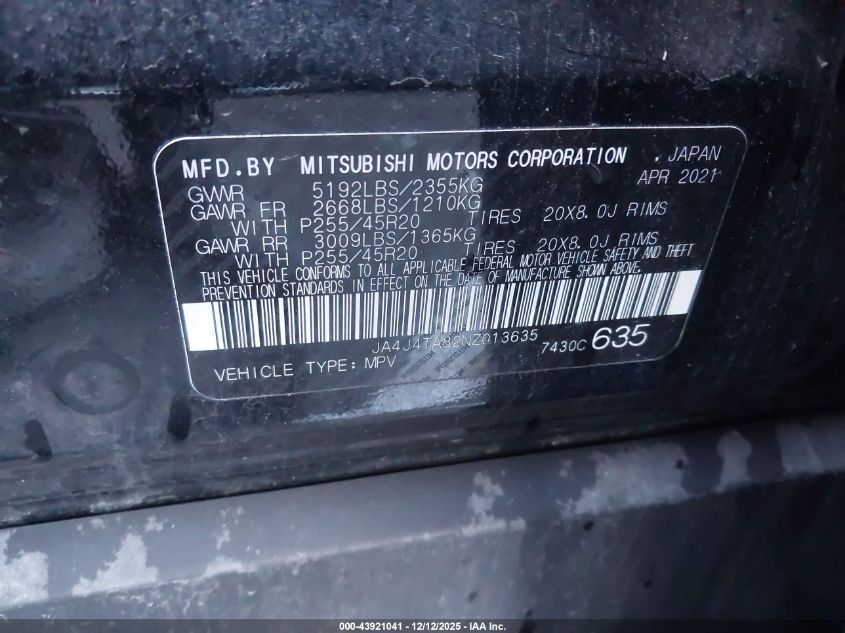 MFD.BY MITSUBISHI MOTORS CORPORATION . JAPAN
APR 2021
GVWR 5192LBS/2355KG
GAWR FR 2668LBS/1210KG
WITH P255/45R20 TIRES 20X8.0J RIMS
GAWR RR 3009LBS/1365KG
WITH P255/45R20 TIRES 20X8.0J RIMS
THIS VEHICLE CONFORMS TO ALL APPLICABLE FEDERAL MOTOR VEHICLE SAFETY AND THEFT
PREVENTION STANDARDS IN EFFECT ON THE DATE OF MANUFACTURE SHOWN ABOVE.
JA4J4TA82NZ013635
7430C 635
VEHICLE TYPE: MPV
000-43921041 - 12/12/2025 - IAA Inc.